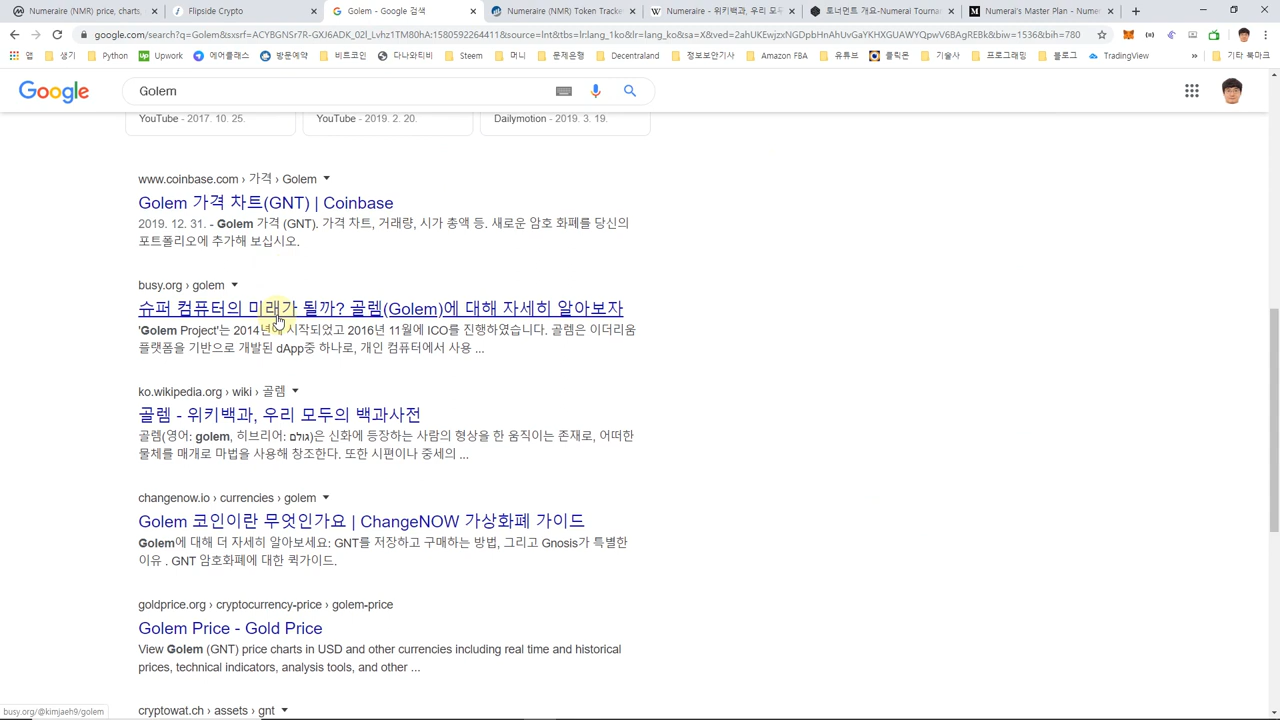 Numeraire (NMR) price, charts,
Flipside Crypto
Golem - Google 검색
Numeraire (NMR) Token Tracke
Numeraire - 위키백과, 우리 모두
토너먼트 개요-Numerai Tournam
Numerai's Master Plan - Numera
google.com/search?q=Golem&sxsrf=ACYBGNSr7R-GXJ6ADK_02l_Lvhz1TM80hA:1580592264411&source=lnt&tbs=lrlang_1ko&lr=lang_ko&sa=X&ved=2ahUKEwjzxNGDpbHnAhUvGaYKHXGUAWYQpwV6BAgREBk&biw=1536&bih=780
앱
생기
Python
Upwork
에어클래스
방문예약
비트코인
다나와티비
Steem
머니
문제은행
Decentraland
정보보안기사
Amazon FBA
유튜브
클릭몬
기술사
프로그래밍
블로그
TradingView
»
기타 북마크
Google
Golem
YouTube - 2017. 10. 25.
YouTube - 2019. 2. 20.
Dailymotion - 2019. 3. 19.
www.coinbase.com › 가격 › Golem
Golem 가격 차트(GNT) | Coinbase
2019. 12. 31. - Golem 가격 (GNT). 가격 차트, 거래량, 시가 총액 등. 새로운 암호 화폐를 당신의
포트폴리오에 추가해 보십시오.
busy.org › golem
슈퍼 컴퓨터의 미래가 될까? 골렘(Golem)에 대해 자세히 알아보자
'Golem Project'는 2014년에 시작되었고 2016년 11월에 ICO를 진행하였습니다. 골렘은 이더리움
플랫폼을 기반으로 개발된 dApp중 하나로, 개인 컴퓨터에서 사용 ...
ko.wikipedia.org › wiki › 골렘
골렘 - 위키백과, 우리 모두의 백과사전
골렘(영어: golem, 히브리어: גולם)은 신화에 등장하는 사람의 형상을 한 움직이는 존재로, 어떠한
물체를 매개로 마법을 사용해 창조한다. 또한 시편이나 중세의 ...
changenow.io › currencies › golem
Golem 코인이란 무엇인가요 | ChangeNOW 가상화폐 가이드
Golem에 대해 더 자세히 알아보세요: GNT를 저장하고 구매하는 방법, 그리고 Gnosis가 특별한
이유 . GNT 암호화폐에 대한 퀵가이드.
goldprice.org › cryptocurrency-price › golem-price
Golem Price - Gold Price
View Golem (GNT) price charts in USD and other currencies including real time and historical
prices, technical indicators, analysis tools, and other ...
cryptowat.ch › assets › gnt
busy.org/@kimjaeh9/golem